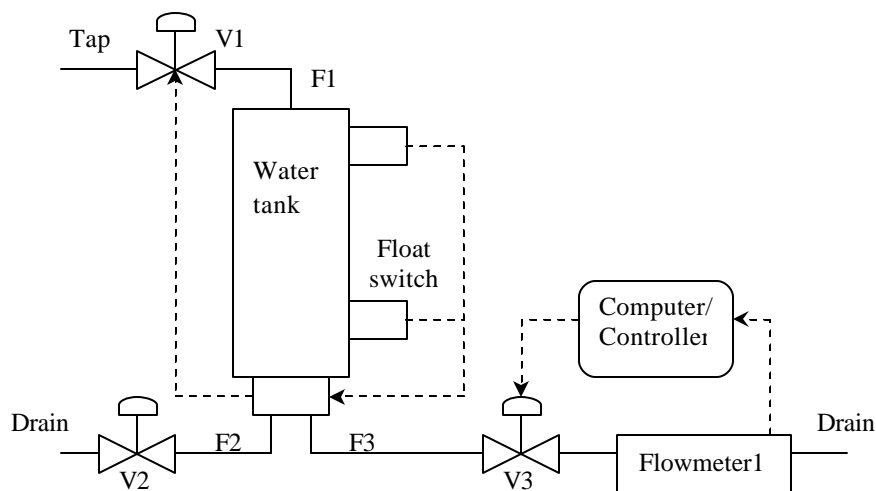 Tap
V1
F1
Water
tank
Float
switch
Computer/
Controller
Drain
F2
F3
Drain
V2
V3
Flowmeter1